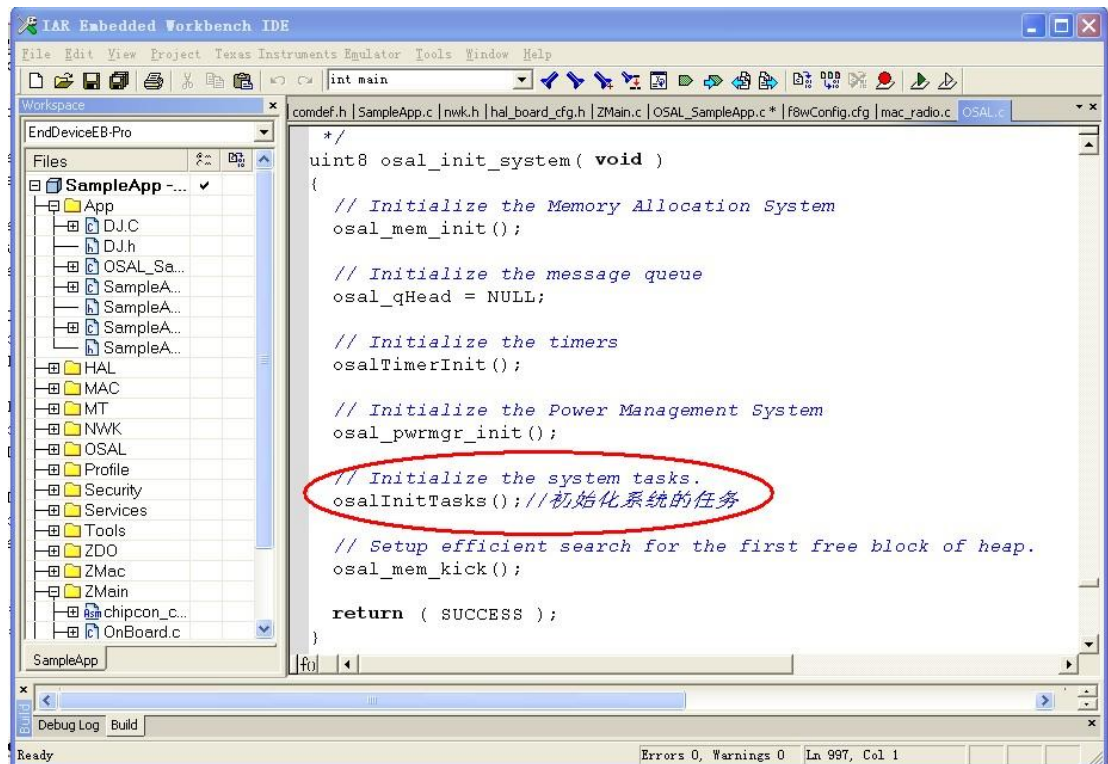 IAR Embedded Workbench IDE
File Edit View Project Texas Instruments Emulator Tools Window Help
int main
Workspace
comdef.h | SampleApp.c | nwk.h | hal_board_cfg.h | ZMain.c | OSAL_SampleApp.c * | f8wConfig.cfg | mac_radio.c OSAL.c
EndDeviceEB-Pro
Files
SampleApp -...
App
DJ.C
DJ.h
OSAL_Sa...
SampleA...
SampleA...
SampleA...
SampleA...
HAL
MAC
MT
NWK
OSAL
Profile
Security
Services
Tools
ZDO
ZMac
ZMain
chipcon_c...
OnBoard.c
SampleApp
*/
uint8 osal_init_system( void )
{
// Initialize the Memory Allocation System
osal_mem_init();
// Initialize the message queue
osal_qHead = NULL;
// Initialize the timers
osalTimerInit();
// Initialize the Power Management System
osal_pwrmgr_init();
// Initialize the system tasks.
osalInitTasks();//初始化系统的任务
// Setup efficient search for the first free block of heap.
osal_mem_kick();
return ( SUCCESS );
}
f()
Build
Debug Log Build
Ready
Errors 0, Warnings 0 Ln 997, Col 1